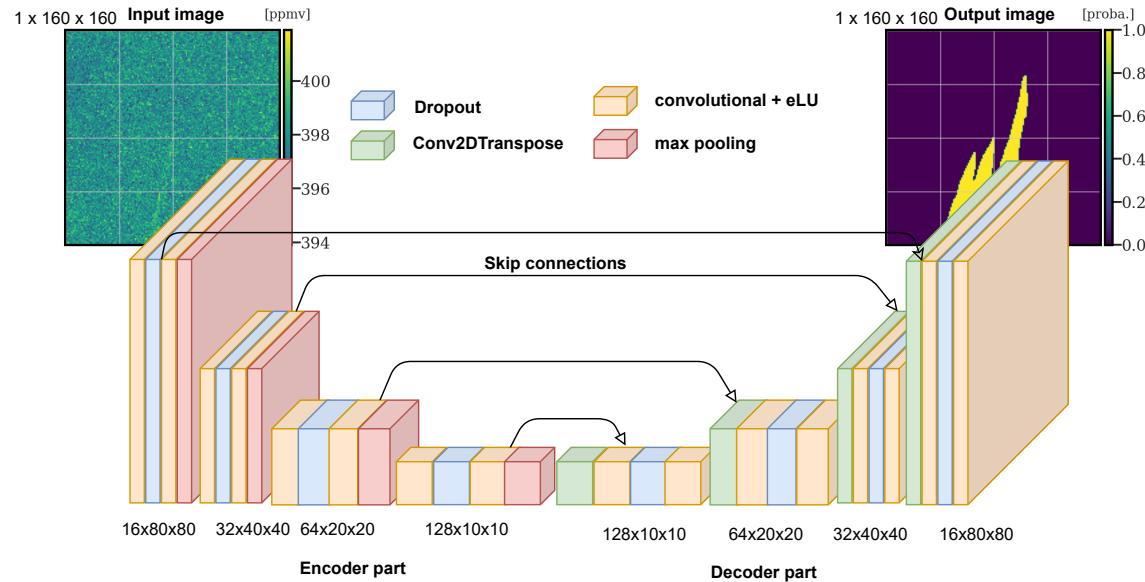 1 x 160 x 160
Input image
[ppmv]
400
398
396
394
Dropout
Conv2DTranspose
convolutional + eLU
max pooling
1 x 160 x 160
Output image
[proba.]
1.0
0.8
0.6
0.4
0.2
0.0
Skip connections
16x80x80
32x40x40
64x20x20
128x10x10
128x10x10
64x20x20
32x40x40
16x80x80
Encoder part
Decoder part